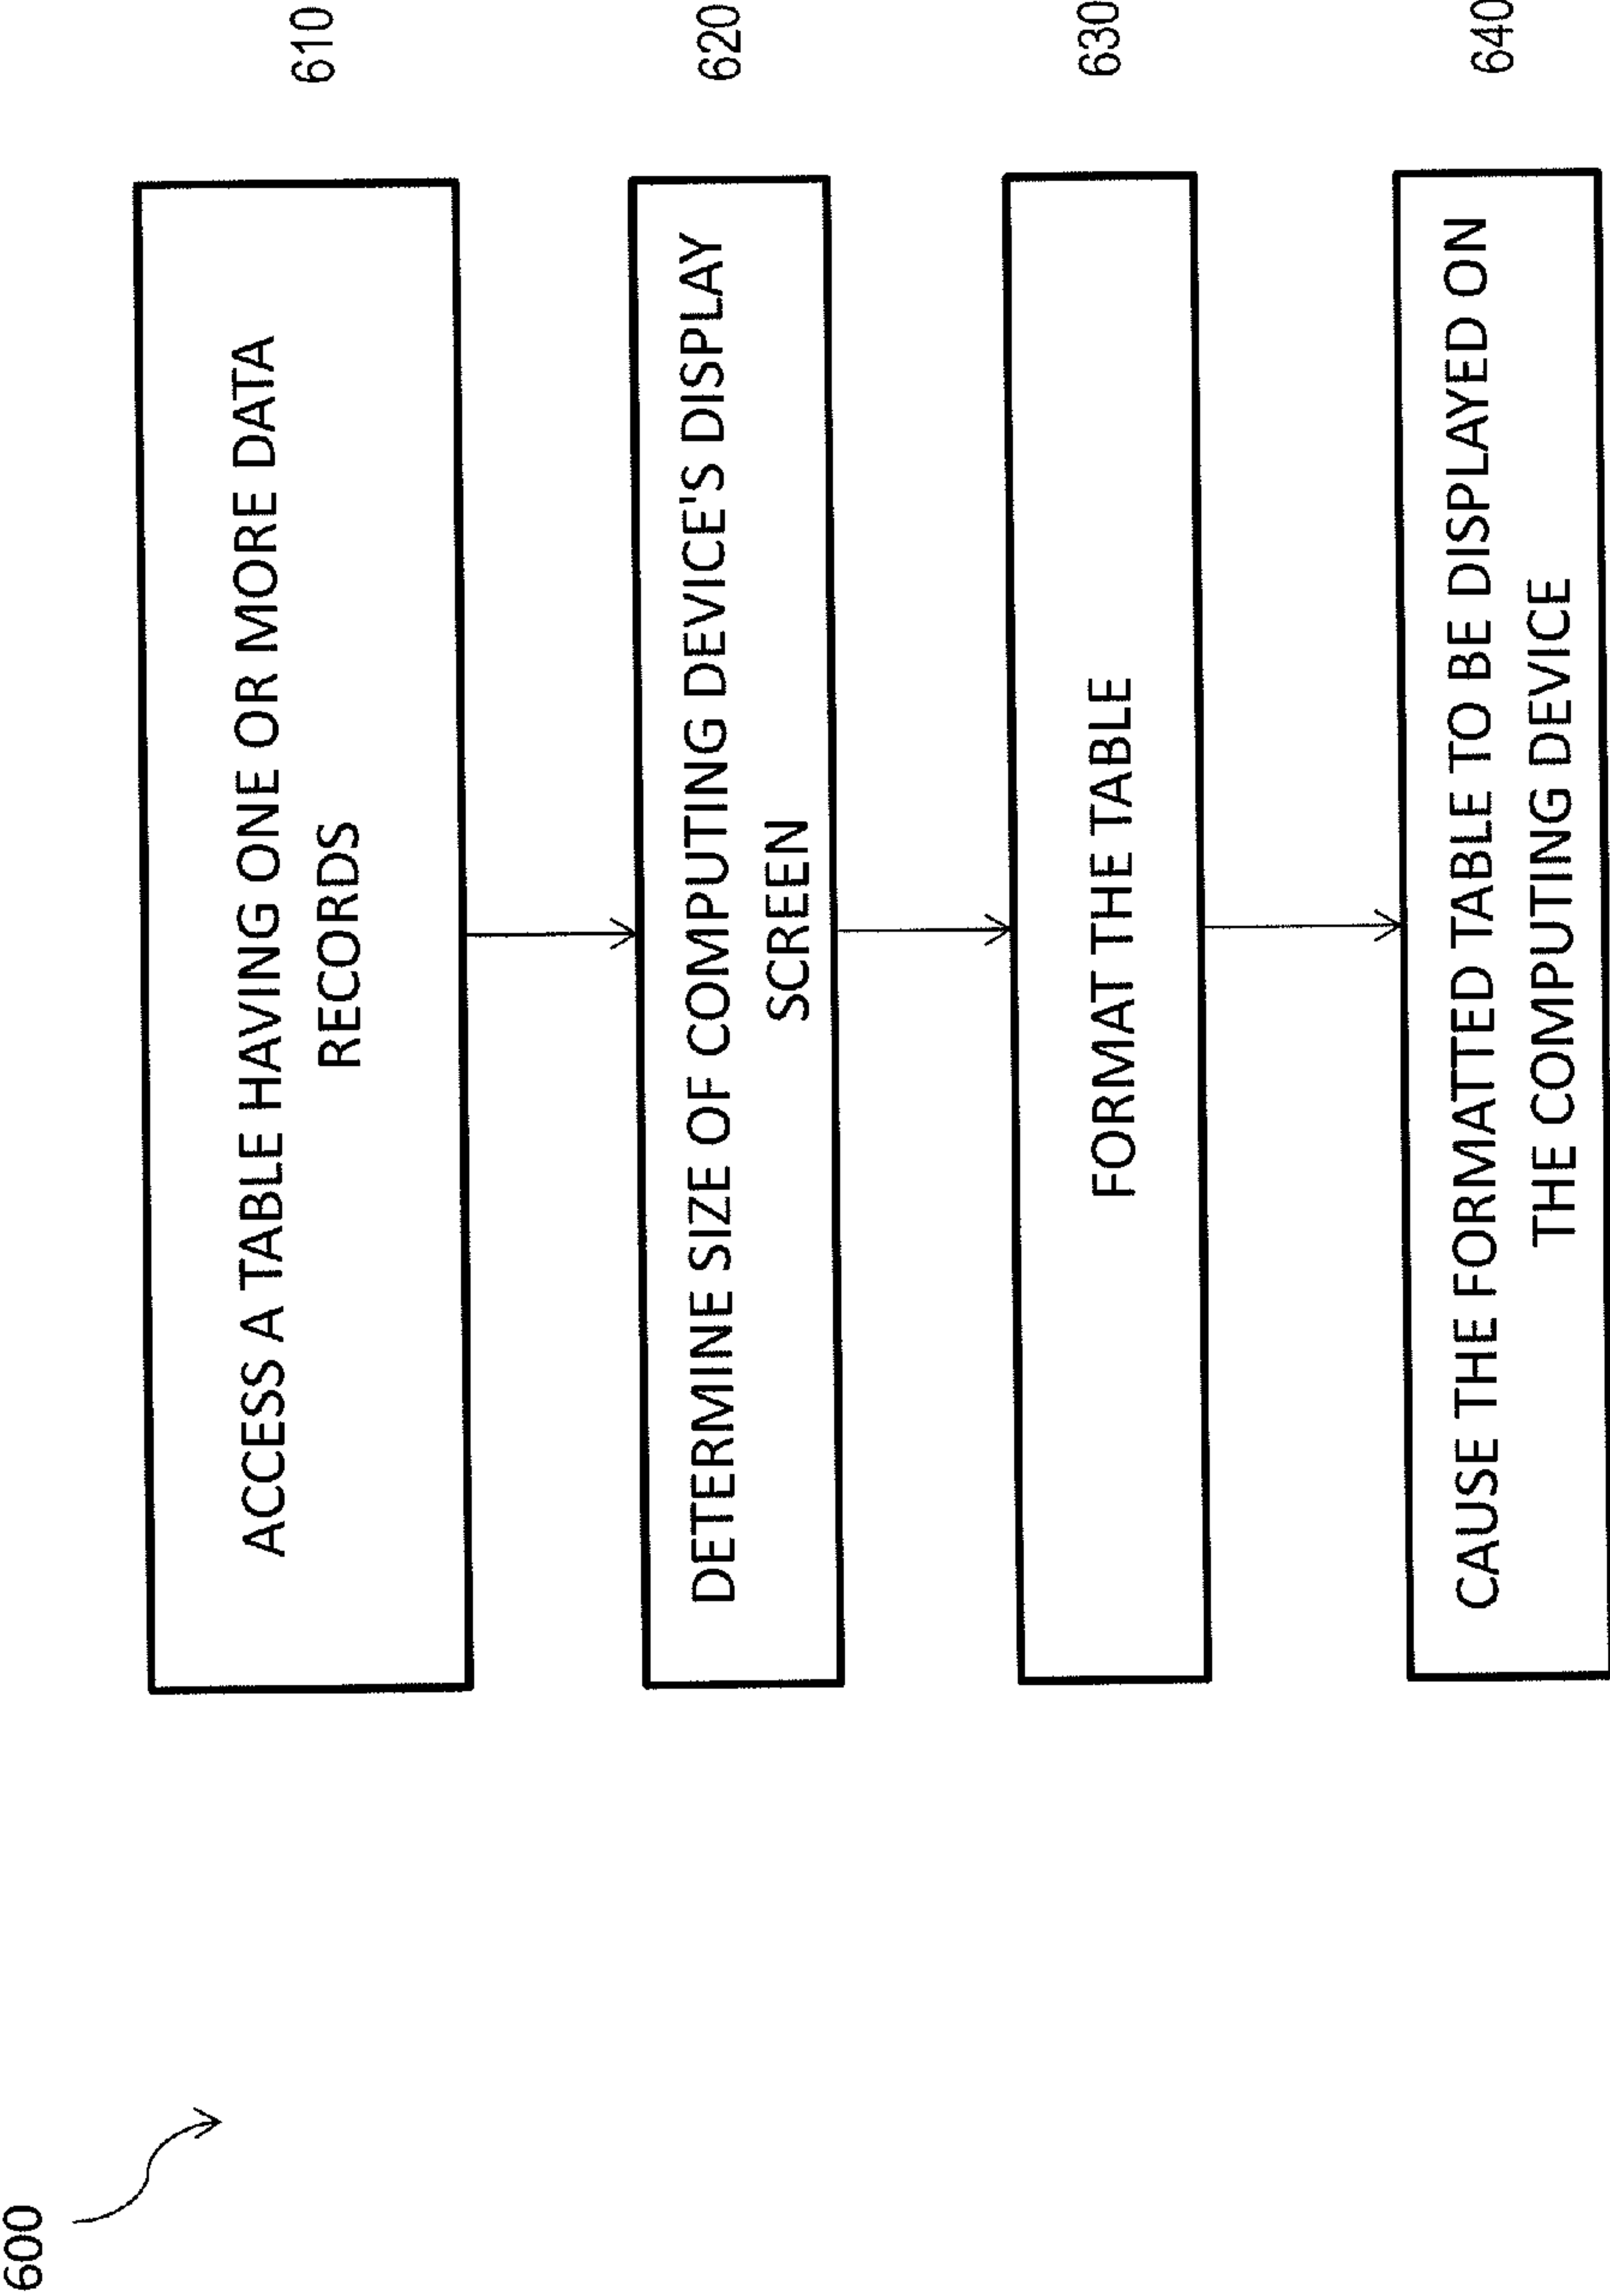 600
ACCESS A TABLE HAVING ONE OR MORE DATA
RECORDS
610
DETERMINE SIZE OF COMPUTING DEVICE'S DISPLAY
SCREEN
620
FORMAT THE TABLE
630
CAUSE THE FORMATTED TABLE TO BE DISPLAYED ON
THE COMPUTING DEVICE
640